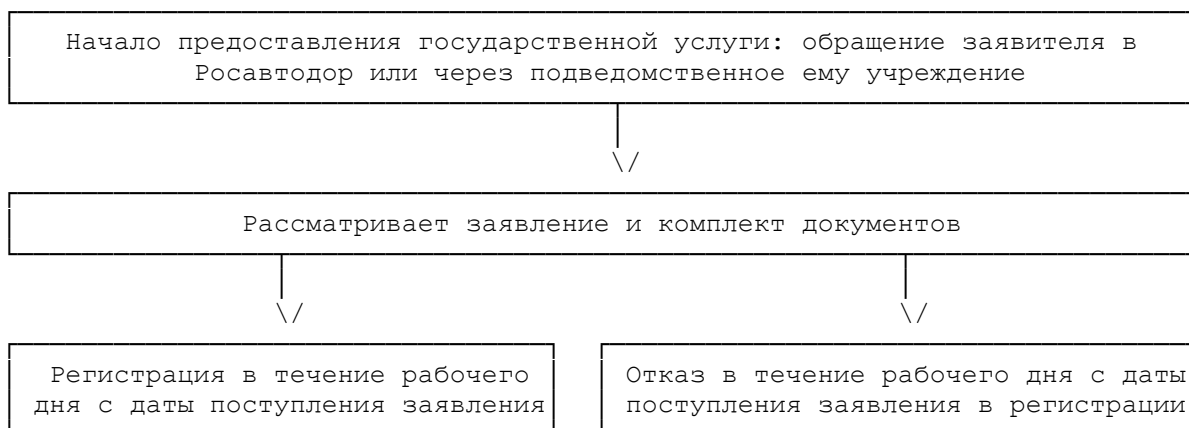 Начало предоставления государственной услуги: обращение заявителя в
Росавтодор или через подведомственное ему учреждение
\/
Рассматривает заявление и комплект документов
\/ \/
Регистрация в течение рабочего
дня с даты поступления заявления
Отказ в течение рабочего дня с даты
поступления заявления в регистрации